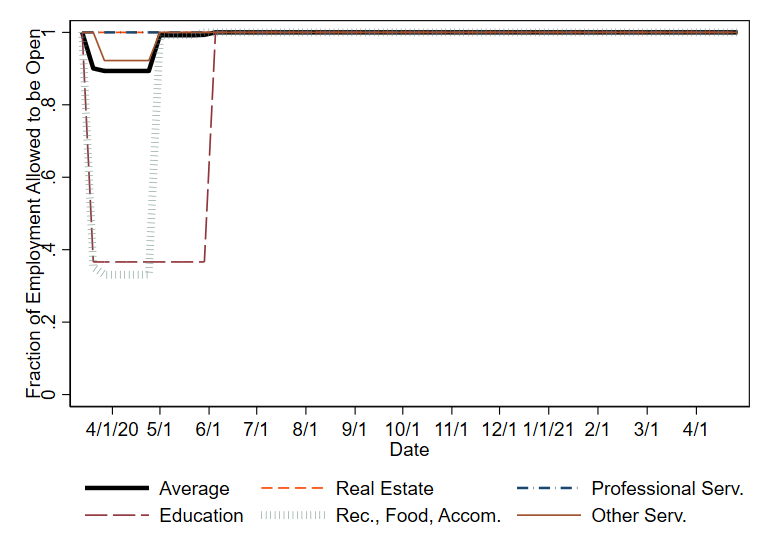 Fraction of Employment Allowed to be Open
1
.8
.6
.4
.2
0
4/1/20 5/1 6/1 7/1 8/1 9/1 10/1 11/1 12/1 1/1/21 2/1 3/1 4/1
Date
Average Real Estate Professional Serv.
Education Rec., Food, Accom. Other Serv.